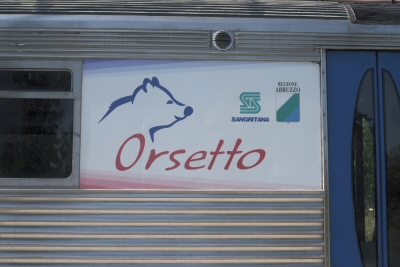 REGIONE
ABRUZZO
SANGRITANA
Orsetto